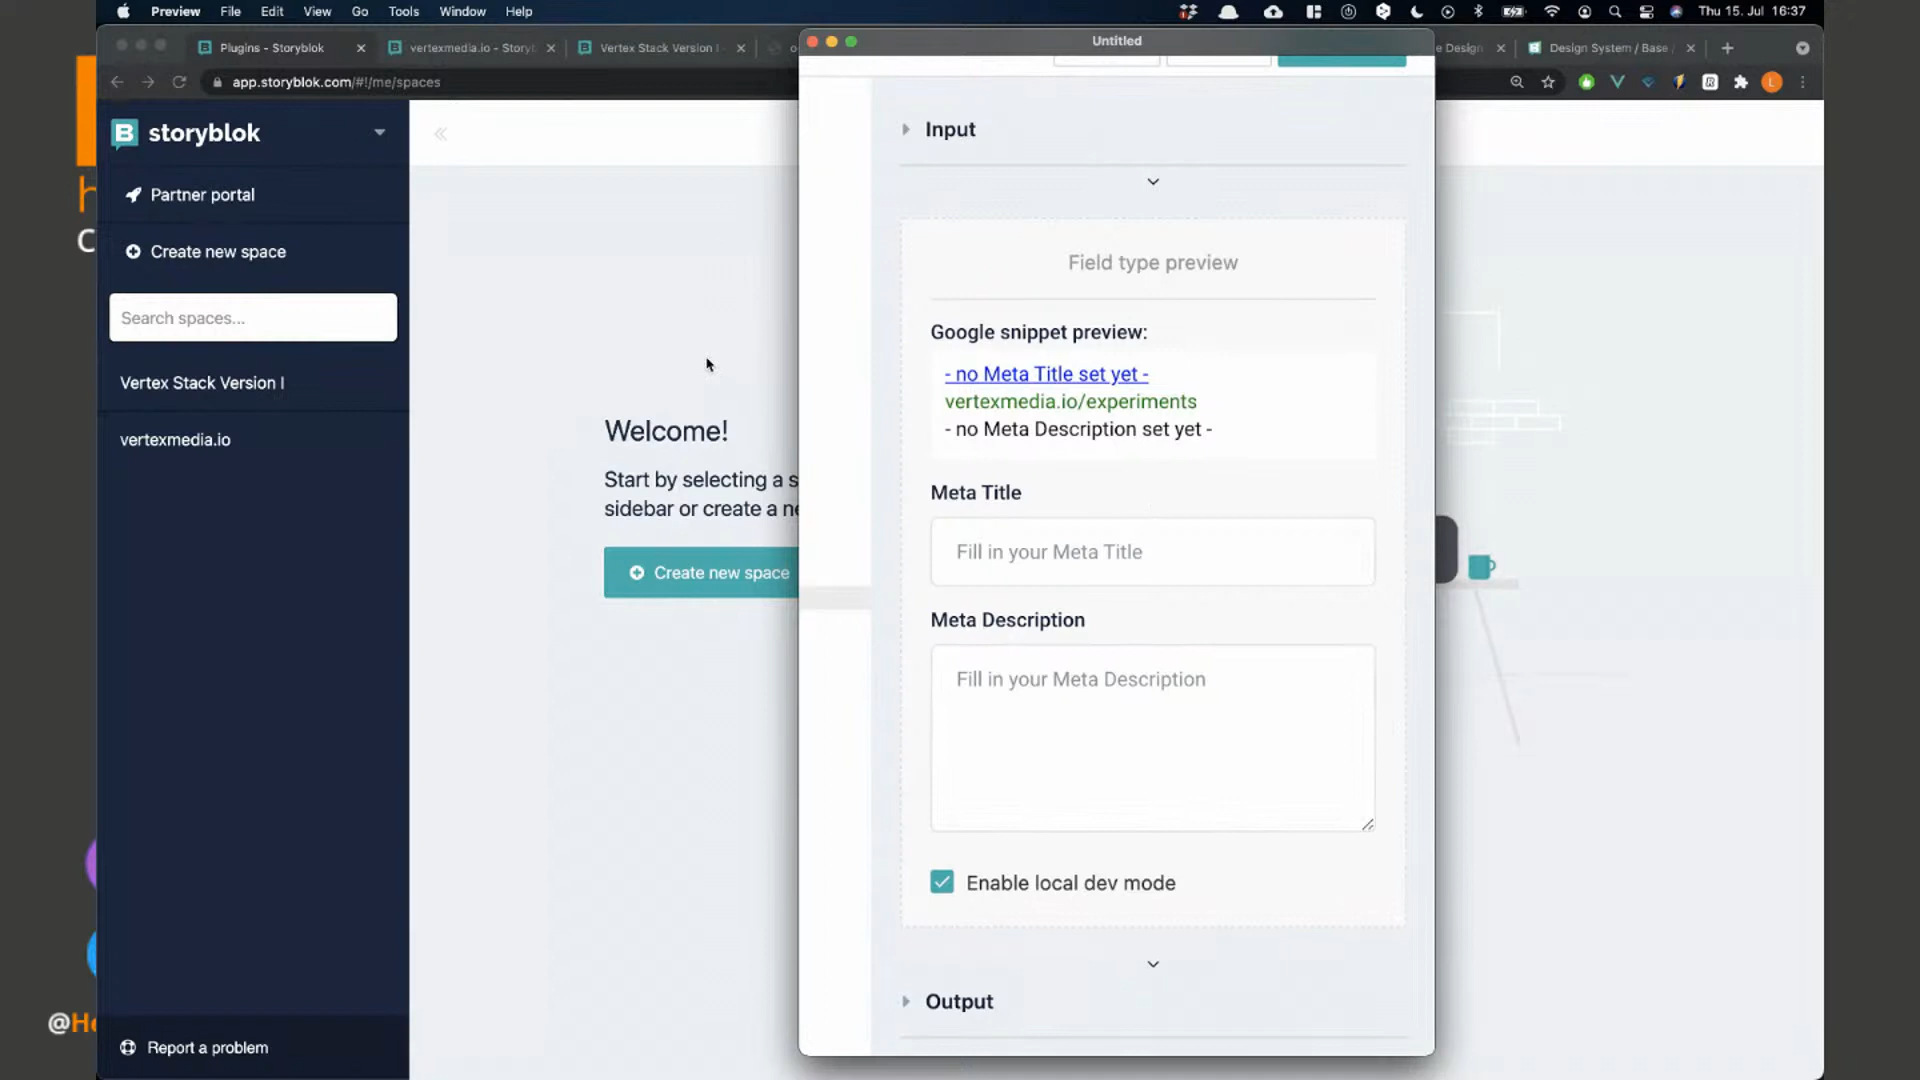 Preview File Edit View Go Tools Window Help Thu 15. Jul 16:37
Plugins - Storyblok
vertexmedia.io - Storyt
Vertex Stack Version I -
Untitled
e Design
Design System / Base /
app.storyblok.com/#!/me/spaces
L
B storyblok
Partner portal
Create new space
Search spaces...
Vertex Stack Version I
vertexmedia.io
Report a problem
Welcome!
Start by selecting a s
sidebar or create a ne
Create new space
Input
Field type preview
Google snippet preview:
- no Meta Title set yet -
vertexmedia.io/experiments
- no Meta Description set yet -
Meta Title
Fill in your Meta Title
Meta Description
Fill in your Meta Description
Enable local dev mode
Output
@He